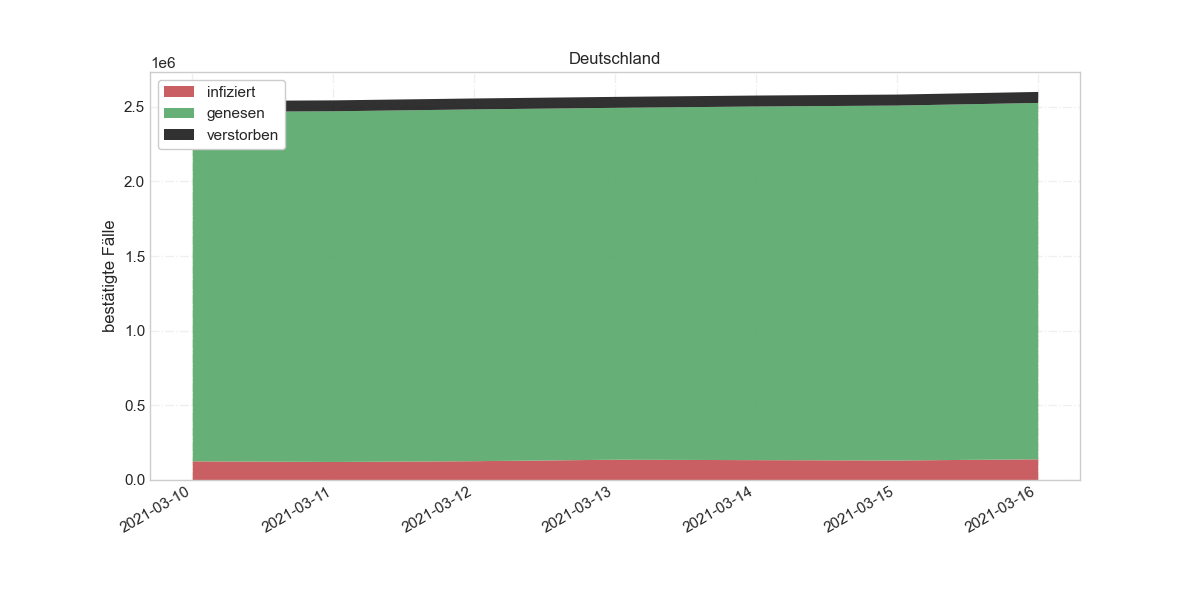 Deutschland
1e6
infiziert
genesen
verstorben
bestätigte Fälle
2.5
2.0
1.5
1.0
0.5
0.0
2021-03-10
2021-03-11
2021-03-12
2021-03-13
2021-03-14
2021-03-15
2021-03-16